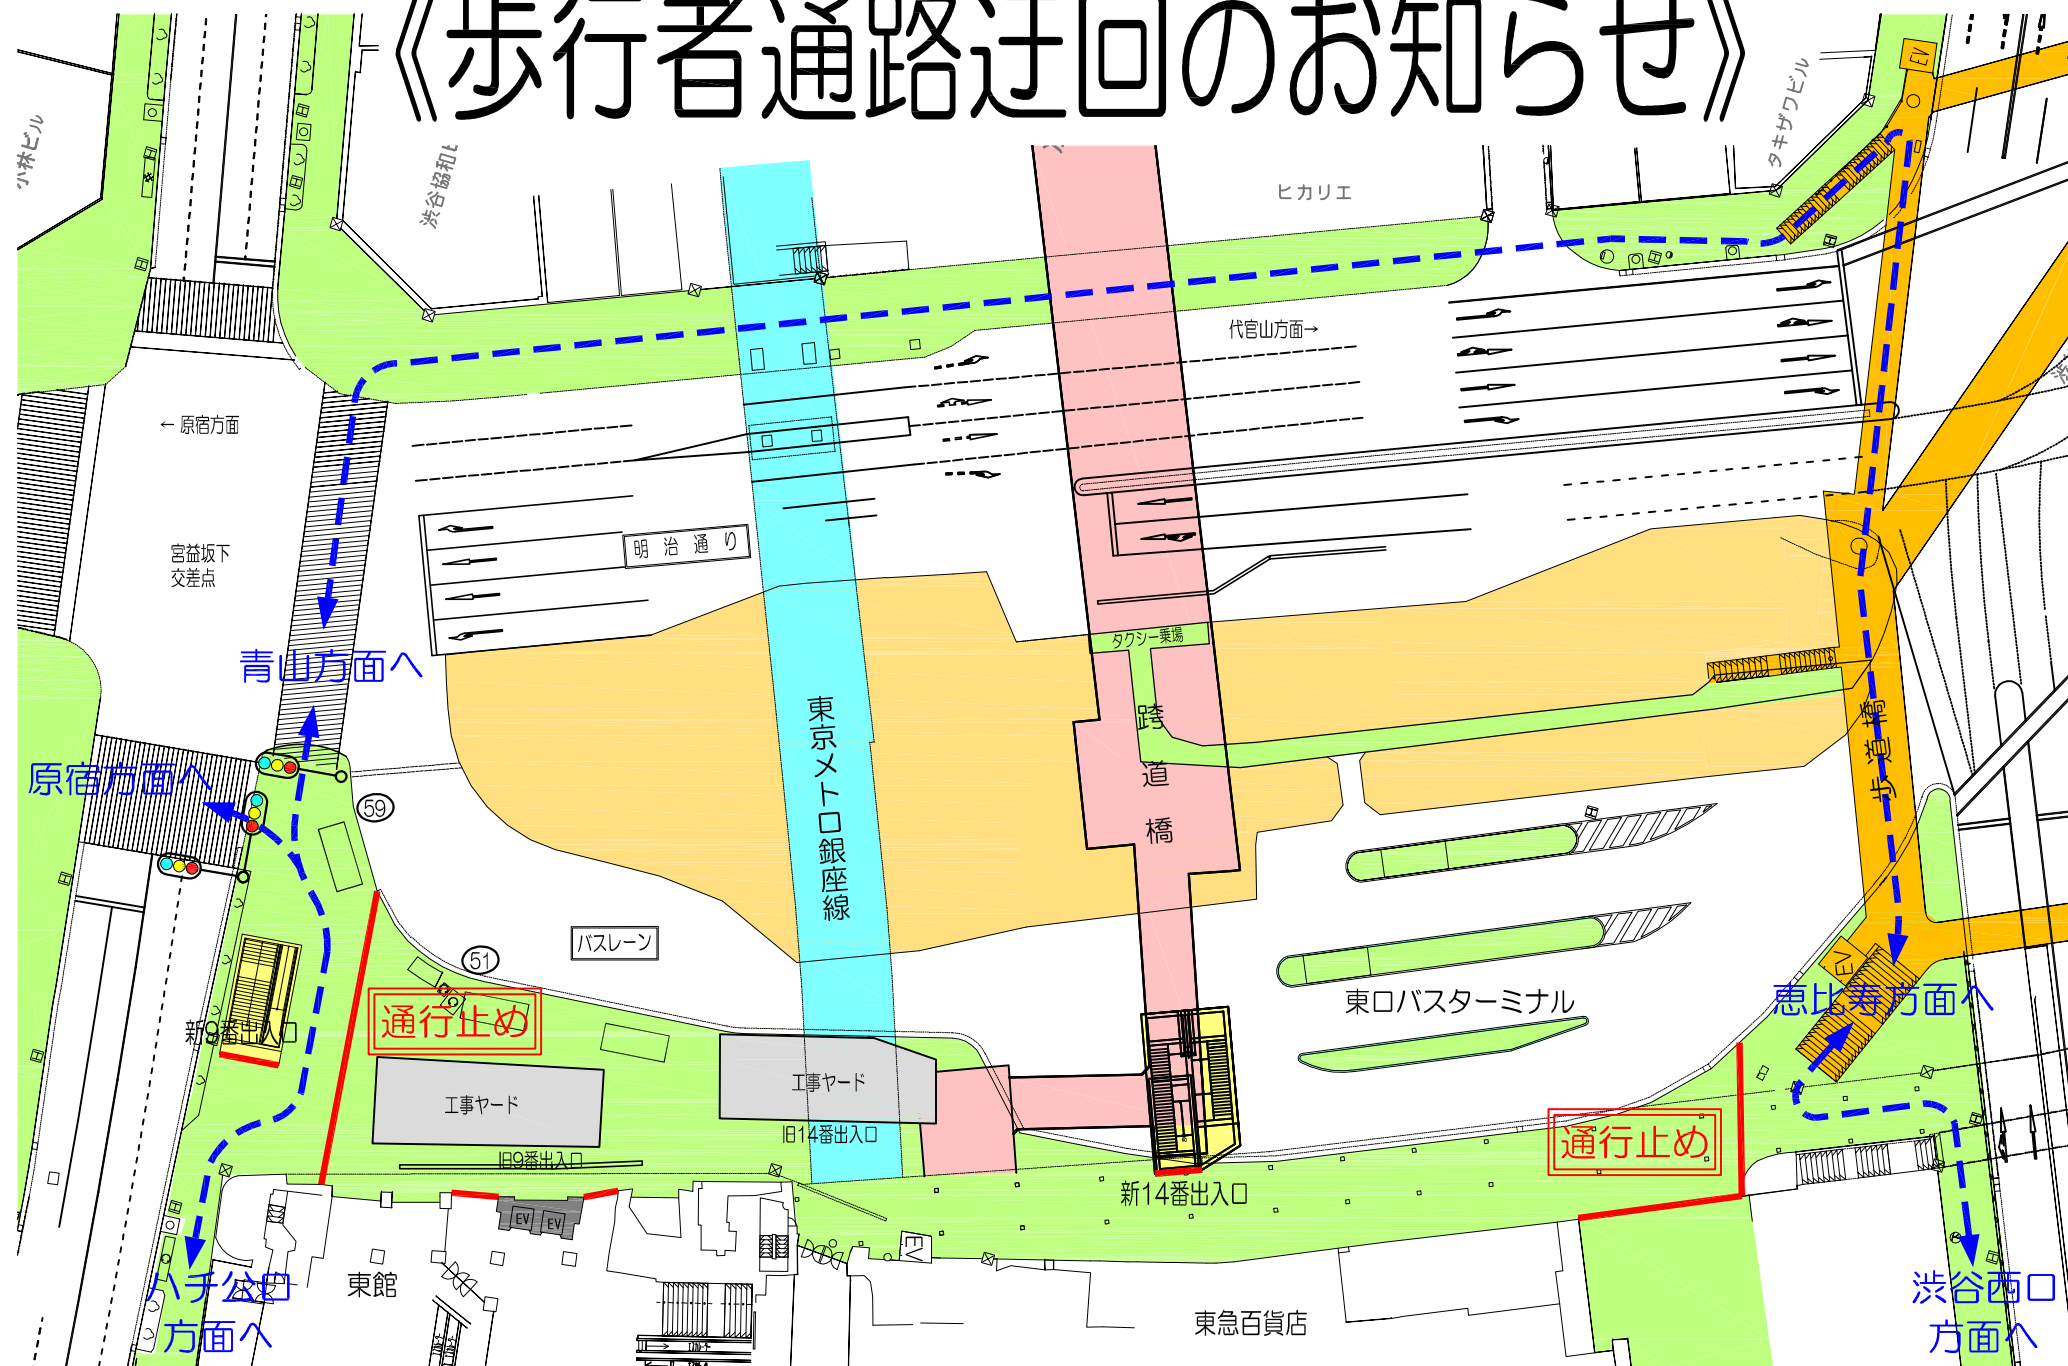 《歩行者通路迂回のお知らせ》
小林ビル
渋谷協和ビ
ヒカリエ
タキザワビル
EV
代官山方面→
← 原宿方面
宮益坂下
交差点
明治通り
青山方面へ
タクシー乗場
東京メトロ銀座線
跨道橋
歩道橋
原宿方面へ
59
51
バスレーン
通行止め
新9番出入口
工事ヤード
工事ヤード
旧14番出入口
旧9番出入口
東口バスターミナル
EV
恵比寿方面へ
通行止め
新14番出入口
EV
EV
EV
東館
ハチ公口
方面へ
東急百貨店
渋谷西口
方面へ